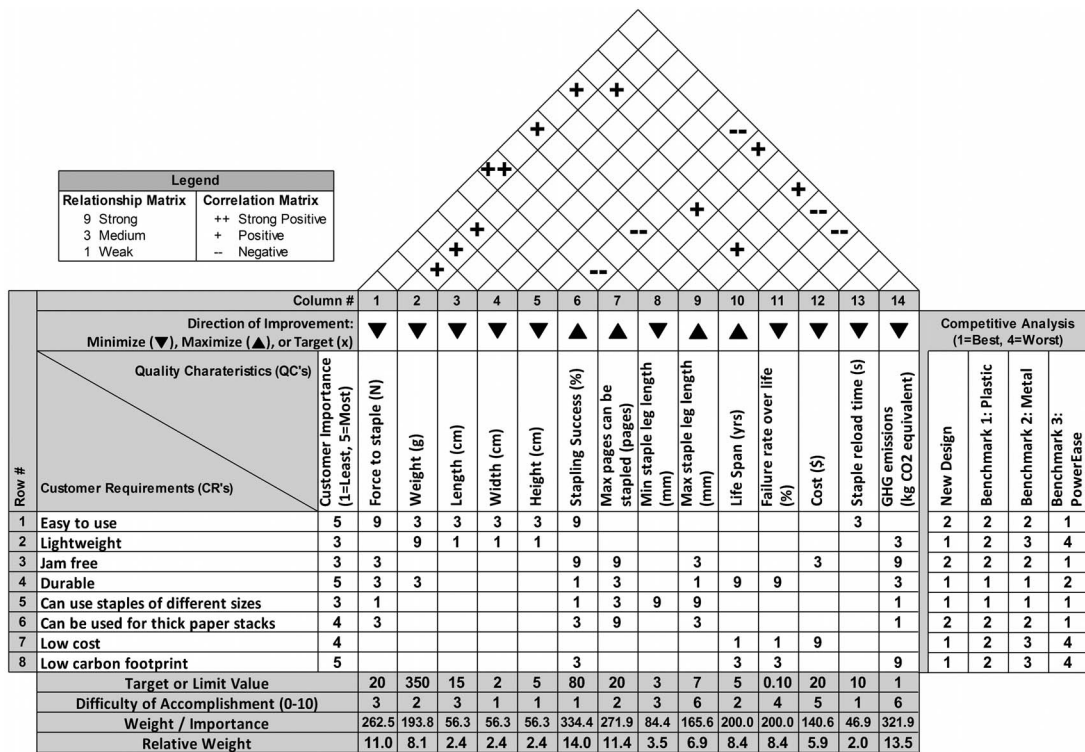 + +
+ --
+
++ +
+ --
+ -- --
+ +
+ --
Legend
Relationship Matrix Correlation Matrix
9 Strong ++ Strong Positive
3 Medium + Positive
1 Weak -- Negative
Column # 1 2 3 4 5 6 7 8 9 10 11 12 13 14
Direction of Improvement:
Minimize (▼), Maximize (▲), or Target (x) ▼ ▼ ▼ ▼ ▼ ▲ ▲ ▼ ▲ ▲ ▼ ▼ ▼ ▼
Competitive Analysis
(1=Best, 4=Worst)
Row #
Quality Charateristics (QC's)
Customer Requirements (CR's)
Customer Importance
(1=Least, 5=Most)
Force to staple (N)
Weight (g)
Length (cm)
Width (cm)
Height (cm)
Stapling Success (%)
Max pages can be
stapled (pages)
Min staple leg length
(mm)
Max staple leg length
(mm)
Life Span (yrs)
Failure rate over life
(%)
Cost ($)
Staple reload time (s)
GHG emissions
(kg CO2 equivalent)
New Design
Benchmark 1: Plastic
Benchmark 2: Metal
Benchmark 3:
PowerEase
1 Easy to use 5 9 3 3 3 3 9 3 2 2 2 1
2 Lightweight 3 9 1 1 1 3 1 2 3 4
3 Jam free 3 3 9 9 3 3 9 2 2 2 1
4 Durable 5 3 3 1 3 1 9 9 3 1 1 1 2
5 Can use staples of different sizes 3 1 1 3 9 9 1 1 1 1 1
6 Can be used for thick paper stacks 4 3 3 9 3 1 2 2 2 1
7 Low cost 4 1 1 9 1 2 3 4
8 Low carbon footprint 5 3 3 3 9 1 2 3 4
Target or Limit Value 20 350 15 2 5 80 20 3 7 5 0.10 20 10 1
Difficulty of Accomplishment (0-10) 3 2 3 1 1 1 2 3 6 2 4 5 1 6
Weight / Importance 262.5 193.8 56.3 56.3 56.3 334.4 271.9 84.4 165.6 200.0 200.0 140.6 46.9 321.9
Relative Weight 11.0 8.1 2.4 2.4 2.4 14.0 11.4 3.5 6.9 8.4 8.4 5.9 2.0 13.5